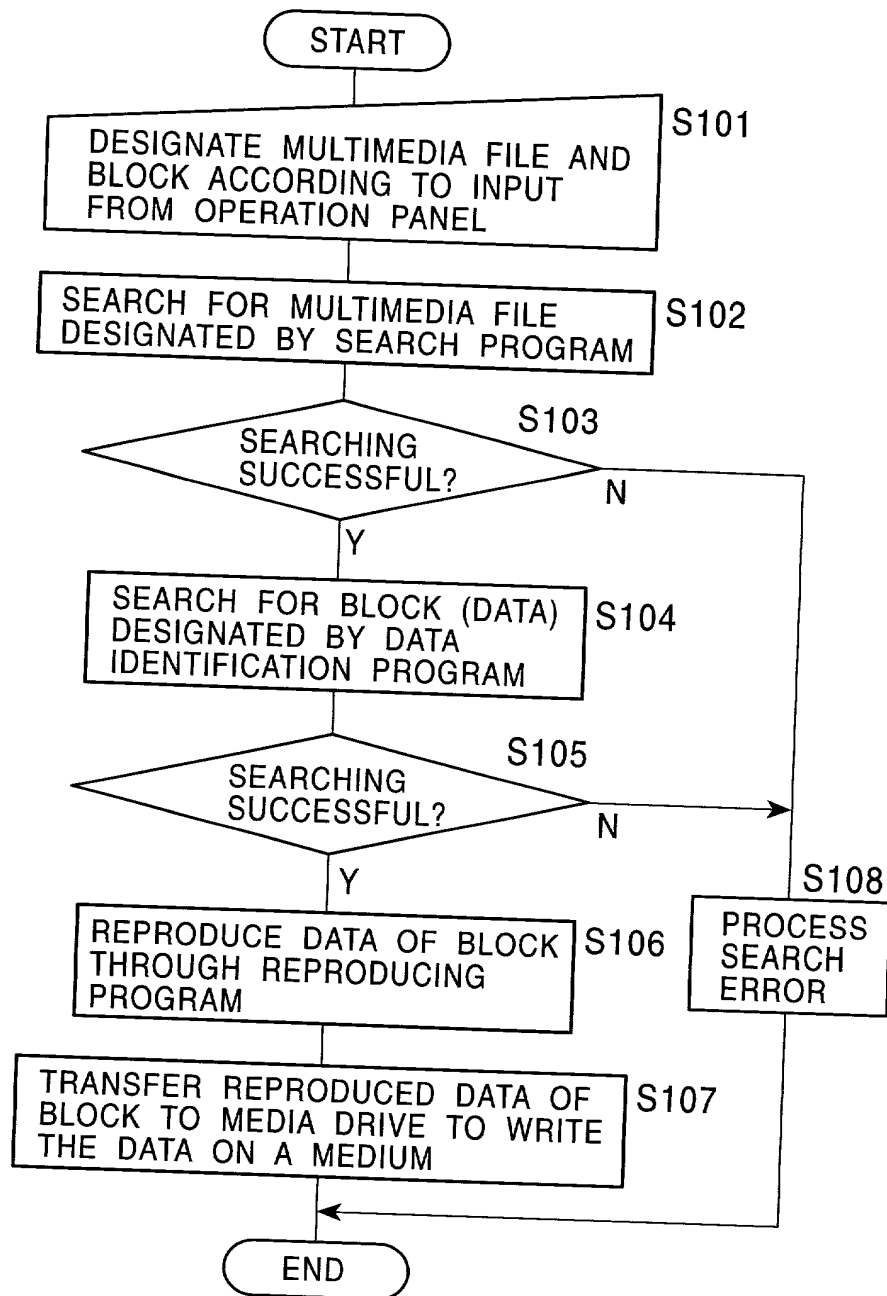 START
S101
DESIGNATE MULTIMEDIA FILE AND
BLOCK ACCORDING TO INPUT
FROM OPERATION PANEL
SEARCH FOR MULTIMEDIA FILE
DESIGNATED BY SEARCH PROGRAM
S102
S103
SEARCHING
SUCCESSFUL?
N
Y
SEARCH FOR BLOCK (DATA)
DESIGNATED BY DATA
IDENTIFICATION PROGRAM
S104
S105
SEARCHING
SUCCESSFUL?
N
Y
S108
PROCESS
SEARCH
ERROR
REPRODUCE DATA OF BLOCK
THROUGH REPRODUCING
PROGRAM
S106
TRANSFER REPRODUCED DATA OF
BLOCK TO MEDIA DRIVE TO WRITE
THE DATA ON A MEDIUM
S107
END